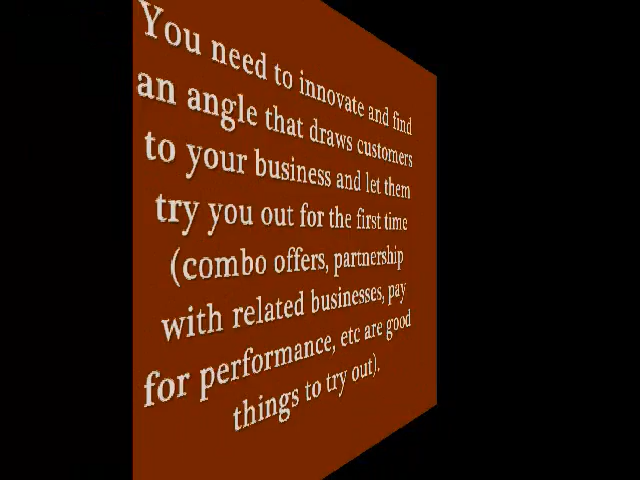 You need to innovate and find
an angle that draws customers
to your business and let them
try you out for the first time
(combo offers, partnership
with related businesses, pay
for performance, etc are good
things to try out).